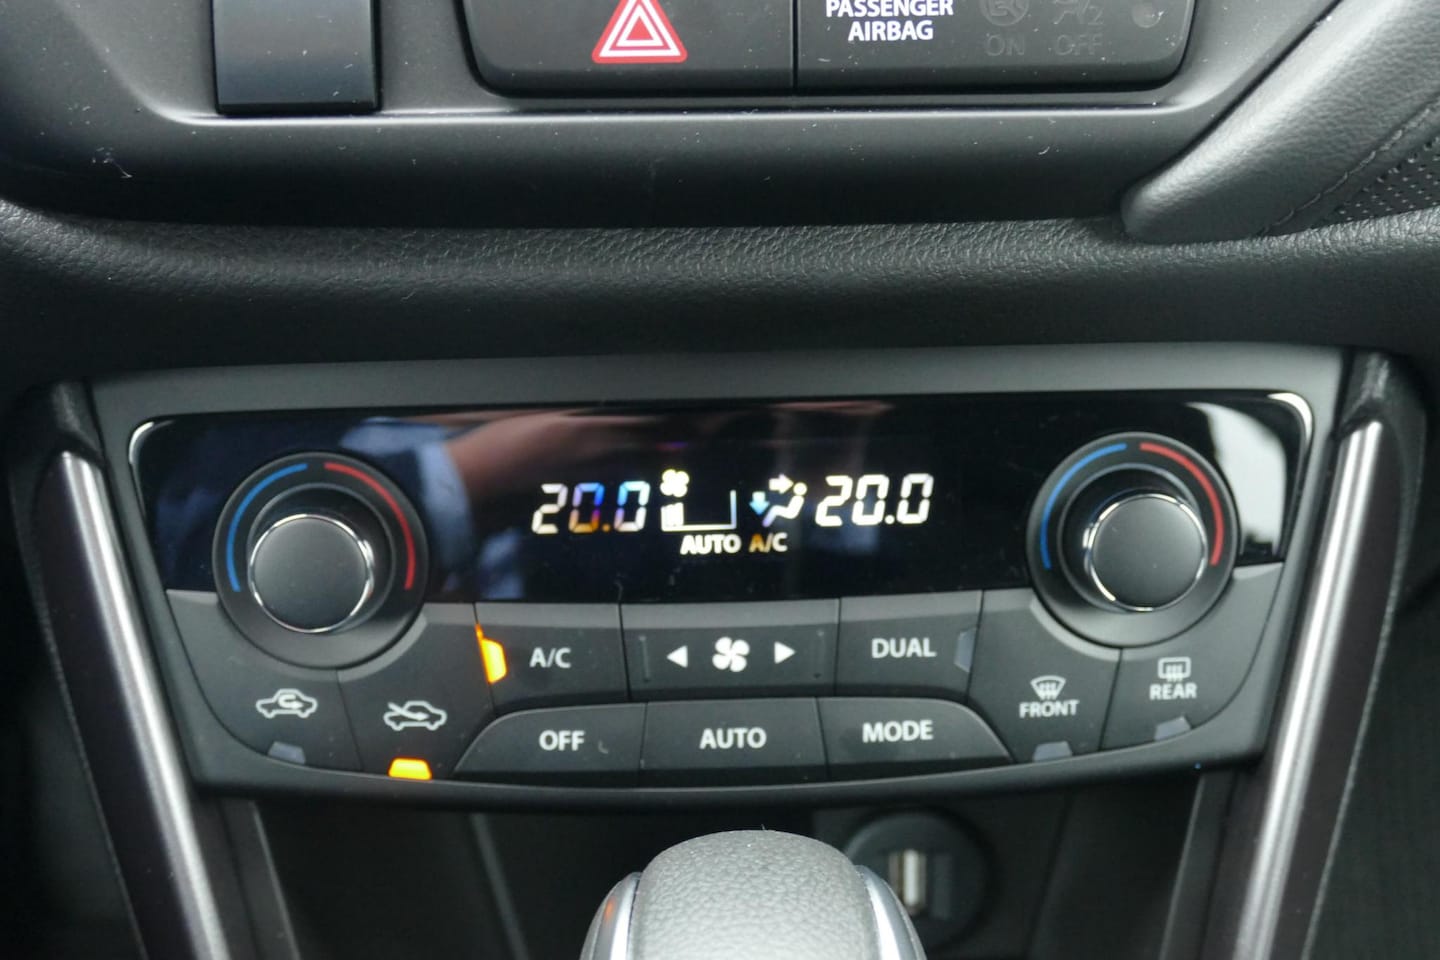 PASSENGER
AIRBAG
ON OFF
20.0 20.0
AUTO A/C
A/C DUAL
FRONT REAR
OFF AUTO MODE